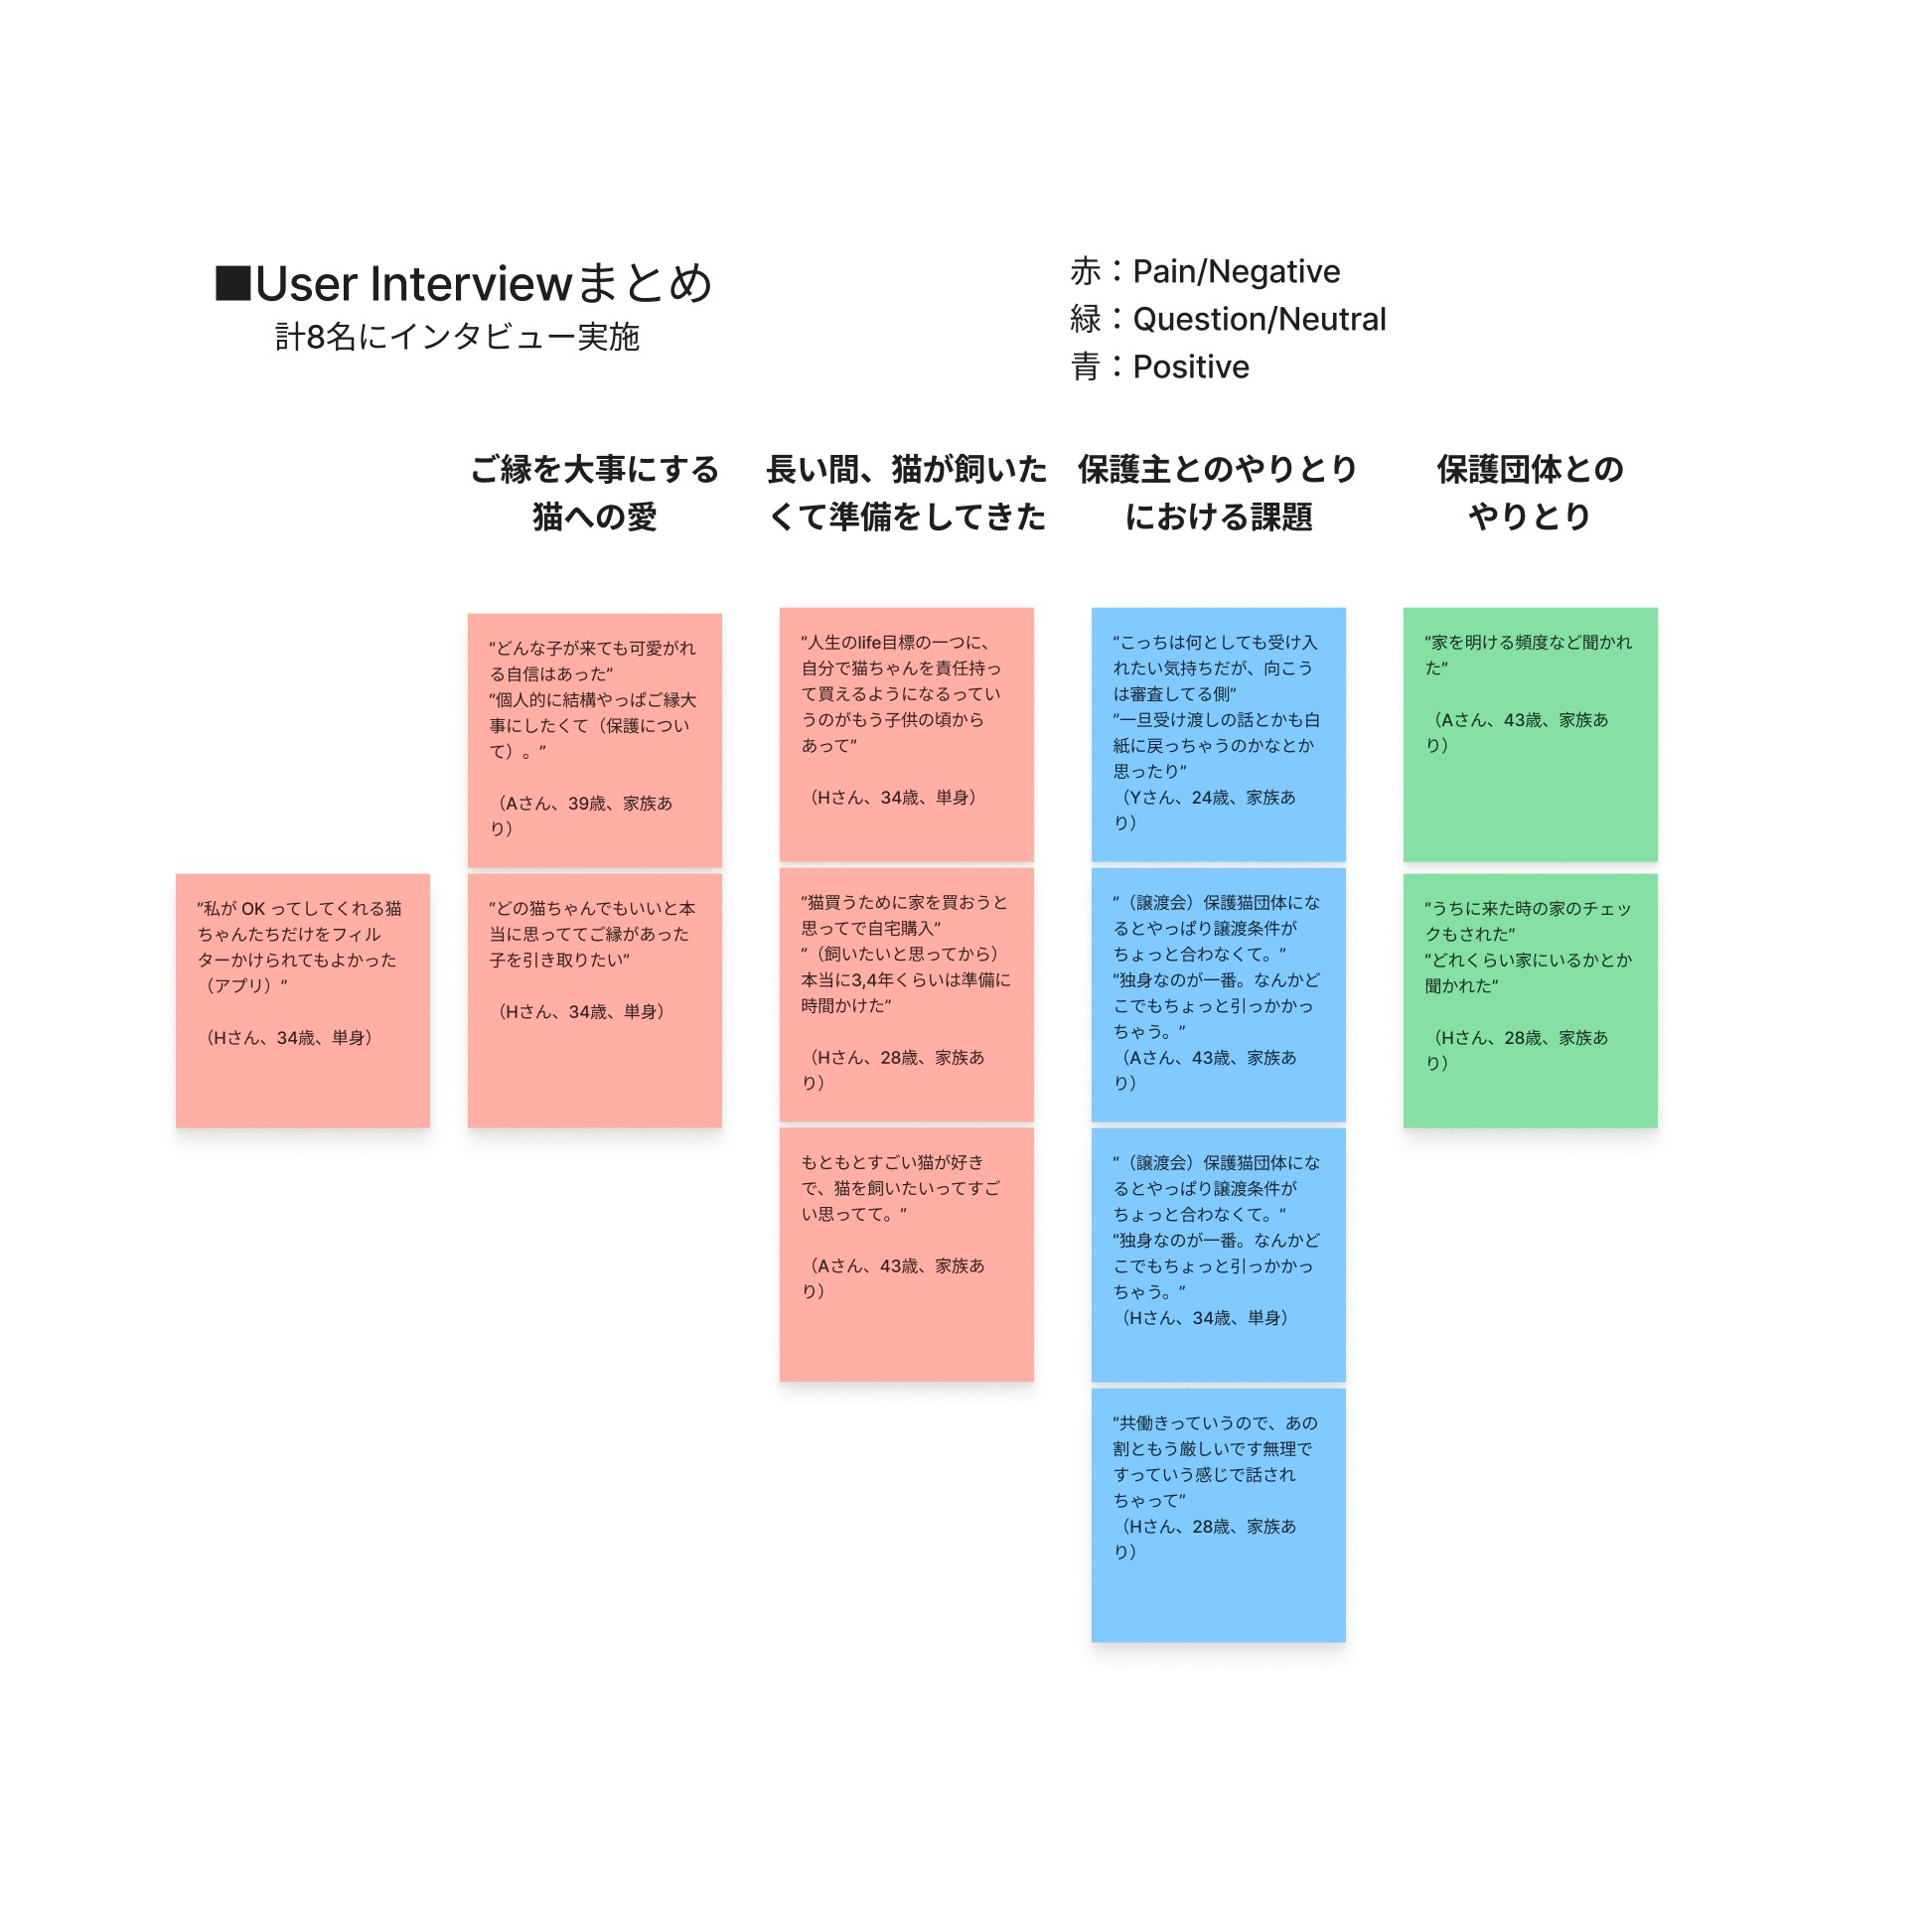 ■User Interviewまとめ
計8名にインタビュー実施
赤：Pain/Negative
緑：Question/Neutral
青：Positive
ご縁を大事にする
猫への愛
長い間、猫が飼いた
くて準備をしてきた
保護主とのやりとり
における課題
保護団体との
やりとり
”私が OK ってしてくれる猫
ちゃんたちだけをフィル
ターかけられてもよかった
（アプリ）”
（Hさん、34歳、単身）
”どんな子が来ても可愛がれ
る自信はあった”
”個人的に結構やっぱご縁大
事にしたくて（保護につい
て）。”
（Aさん、39歳、家族あ
り）
”どの猫ちゃんでもいいと本
当に思っててご縁があった
子を引き取りたい”
（Hさん、34歳、単身）
”人生のlife目標の一つに、
自分で猫ちゃんを責任持っ
て買えるようになるってい
うのがもう子供の頃から
あって”
（Hさん、34歳、単身）
”猫買うために家を買おうと
思ってで自宅購入”
”（飼いたいと思ってから）
本当に3,4年くらいは準備に
時間かけた”
（Hさん、28歳、家族あ
り）
もともとすごい猫が好き
で、猫を飼いたいってすご
い思ってて。”
（Aさん、43歳、家族あ
り）
”こっちは何としても受け入
れたい気持ちだが、向こう
は審査してる側”
”一旦受け渡しの話とかも白
紙に戻っちゃうのかなとか
思ったり”
（Yさん、24歳、家族あ
り）
”（譲渡会）保護猫団体にな
るとやっぱり譲渡条件が
ちょっと合わなくて。”
”独身なのが一番。なんかど
こでもちょっと引っかかっ
ちゃう。”
（Aさん、43歳、家族あ
り）
”（譲渡会）保護猫団体にな
るとやっぱり譲渡条件が
ちょっと合わなくて。”
”独身なのが一番。なんかど
こでもちょっと引っかかっ
ちゃう。”
（Hさん、34歳、単身）
”共働きっていうので、あの
割ともう厳しいです無理で
すっていう感じで話され
ちゃって”
（Hさん、28歳、家族あ
り）
”家を明ける頻度など聞かれ
た”
（Aさん、43歳、家族あ
り）
”うちに来た時の家のチェッ
クもされた”
”どれくらい家にいるかとか
聞かれた”
（Hさん、28歳、家族あ
り）